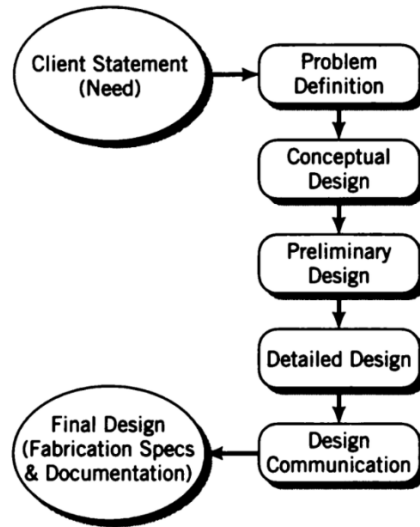 Client Statement
(Need)
Problem
Definition
Conceptual
Design
Preliminary
Design
Detailed Design
Design
Communication
Final Design
(Fabrication Specs
& Documentation)